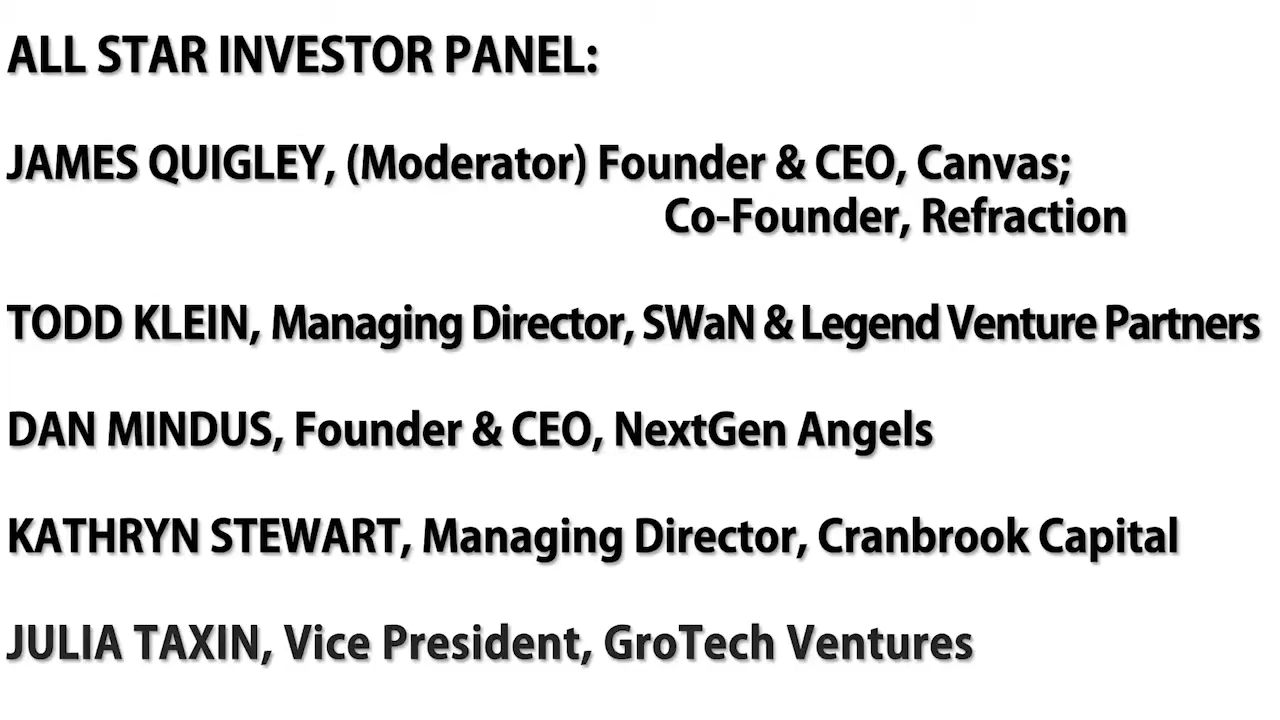 ALL STAR INVESTOR PANEL:
JAMES QUIGLEY, (Moderator) Founder & CEO, Canvas;
Co-Founder, Refraction
TODD KLEIN, Managing Director, SWaN & Legend Venture Partners
DAN MINDUS, Founder & CEO, NextGen Angels
KATHRYN STEWART, Managing Director, Cranbrook Capital
JULIA TAXIN, Vice President, GroTech Ventures